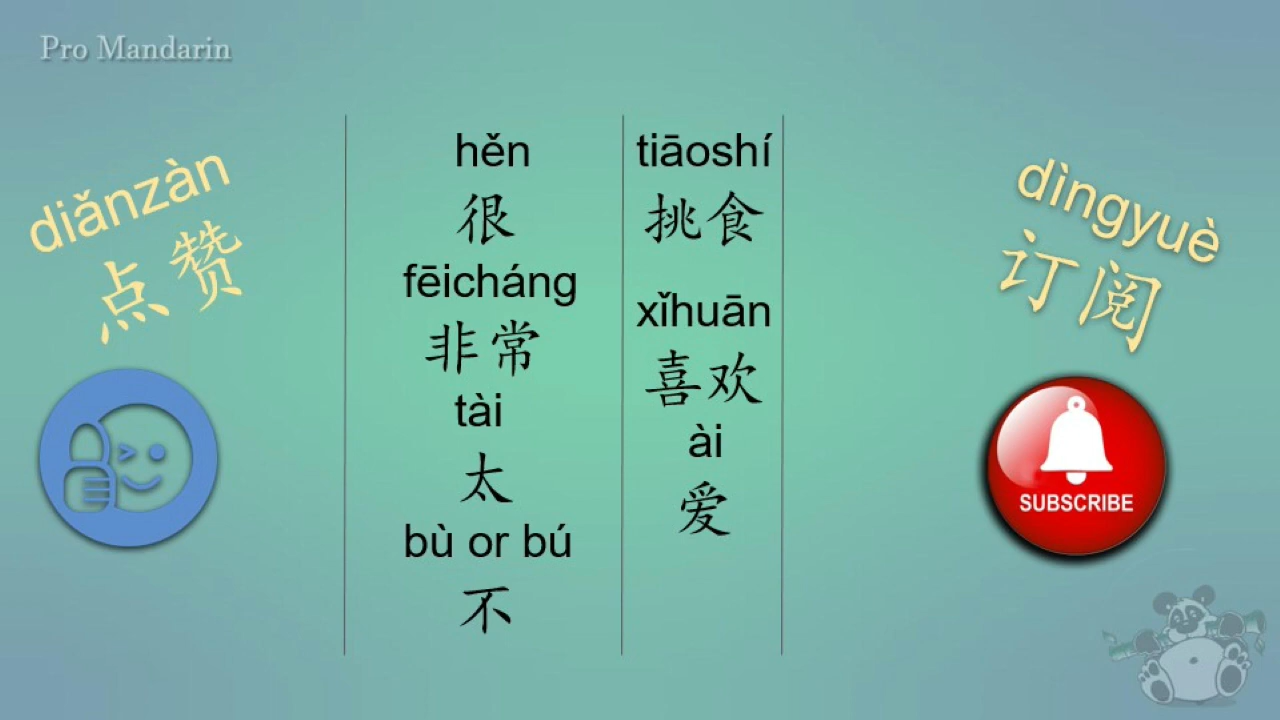 Pro Mandarin
diǎnzàn
点赞
hěn
很
fēicháng
非常
tài
太
bù or bú
不
tiāoshí
挑食
xǐhuān
喜欢
ài
爱
dìngyuè
订阅
SUBSCRIBE